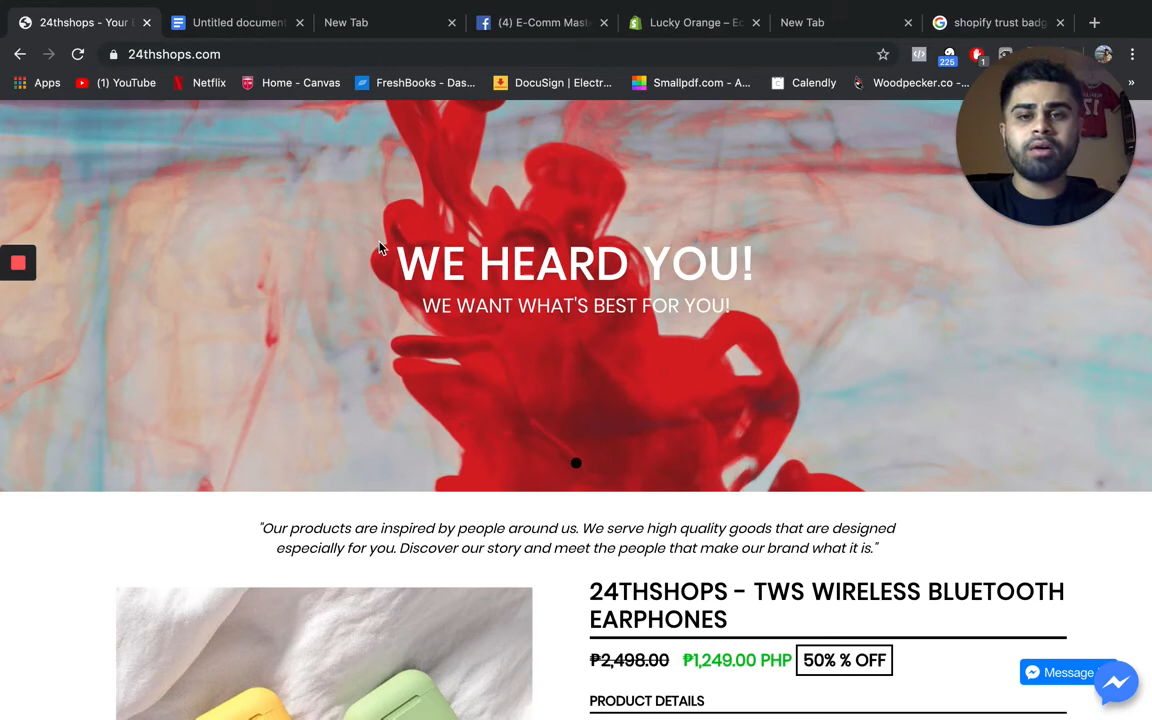 24thshops - Your
Untitled document
New Tab
(4) E-Comm Mast
Lucky Orange – Ec
New Tab
shopify trust badg
24thshops.com
225
1
Apps
(1) YouTube
Netflix
Home - Canvas
FreshBooks - Das...
DocuSign | Electr...
Smallpdf.com - A...
Calendly
Woodpecker.co -...
»
17
WE HEARD YOU!
WE WANT WHAT'S BEST FOR YOU!
"Our products are inspired by people around us. We serve high quality goods that are designed
especially for you. Discover our story and meet the people that make our brand what it is."
24THSHOPS - TWS WIRELESS BLUETOOTH
EARPHONES
₱2,498.00 ₱1,249.00 PHP 50% % OFF
PRODUCT DETAILS
Message